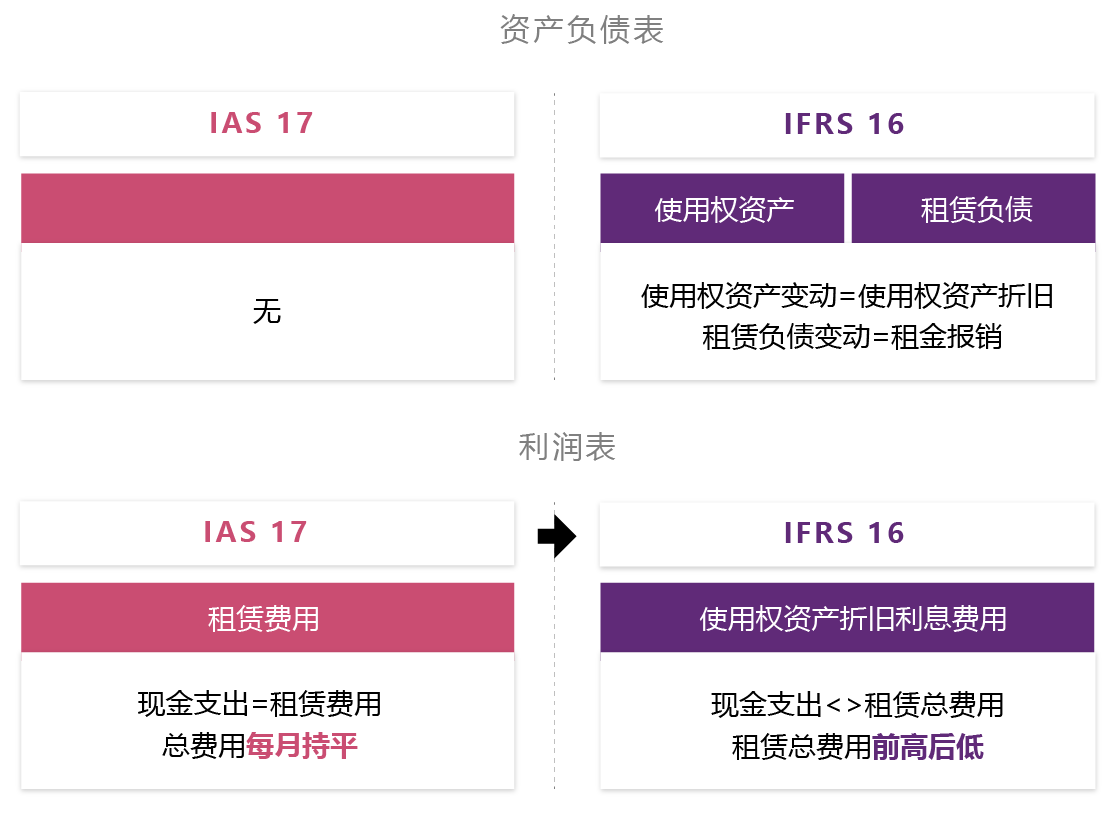 资产负债表
IAS 17
IFRS 16
使用权资产
租赁负债
无
使用权资产变动=使用权资产折旧
租赁负债变动=租金报销
利润表
IAS 17
IFRS 16
租赁费用
使用权资产折旧利息费用
现金支出=租赁费用
总费用每月持平
现金支出<>租赁总费用
租赁总费用前高后低